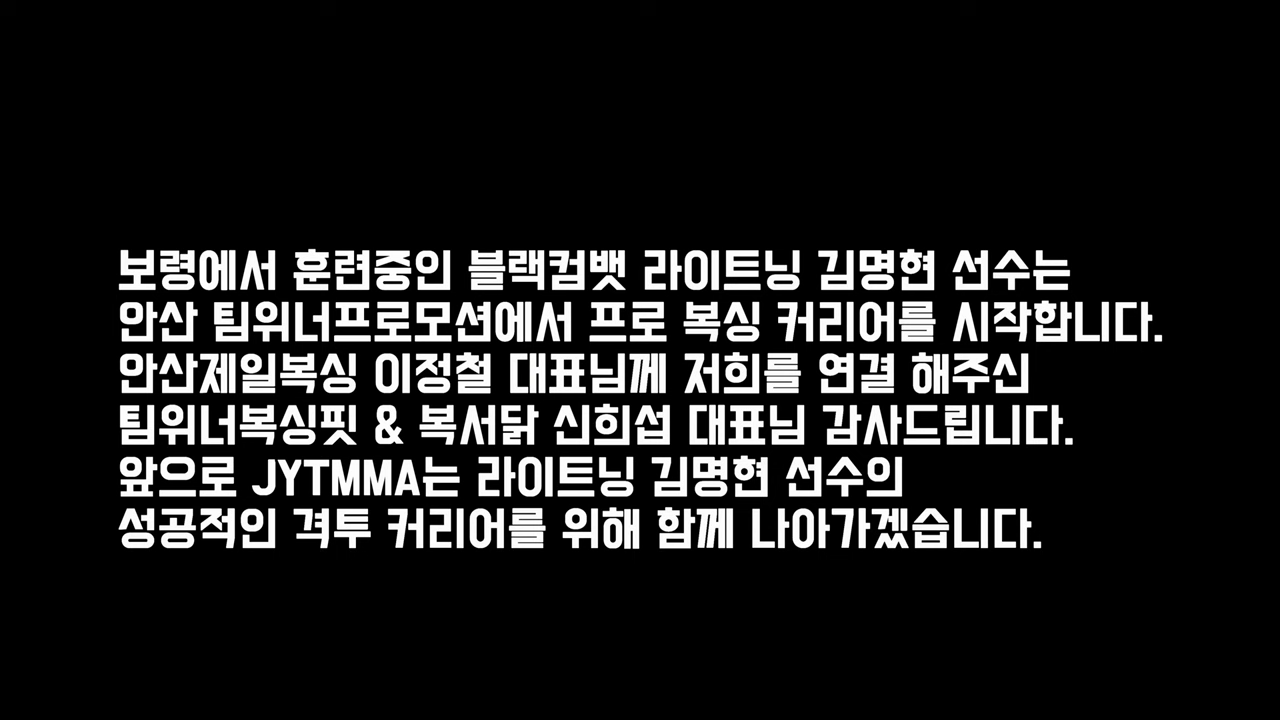 보령에서 훈련중인 블랙컴뱃 라이트닝 김명현 선수는
안산 팀위너프로모션에서 프로 복싱 커리어를 시작합니다.
안산제일복싱 이정철 대표님께 저희를 연결 해주신
팀위너복싱핏 & 복서닭 신희섭 대표님 감사드립니다.
앞으로 JYTMMA는 라이트닝 김명현 선수의
성공적인 격투 커리어를 위해 함께 나아가겠습니다.